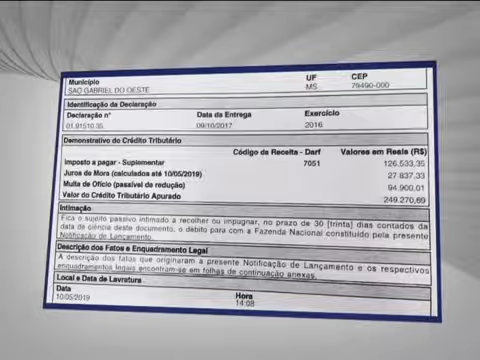 Município UF CEP
SAO GABRIEL DO OESTE MS 79490-000
Identificação da Declaração
Declaração nº Data da Entrega Exercício
01.91510.35 09/10/2017 2016
Demonstrativo do Crédito Tributário
Código da Receita - Darf Valores em Reais (R$)
Imposto a pagar - Suplementar 7051 126.533,35
Juros de Mora (calculados até 10/05/2019) 27.837,33
Multa de Ofício (passível de redução) 94.900,01
Valor do Crédito Tributário Apurado 249.270,69
Intimação
Fica o sujeito passivo intimado a recolher ou impugnar, no prazo de 30 [trinta] dias contados da
data de ciência deste documento, o débito para com a Fazenda Nacional constituído pela presente
Notificação de Lançamento.
Descrição dos Fatos e Enquadramento Legal
A descrição dos fatos que originaram a presente Notificação de Lançamento e os respectivos
enquadramentos legais encontram-se em folhas de continuação anexas.
Local e Data de Lavratura
Data Hora
10/05/2019 14:08